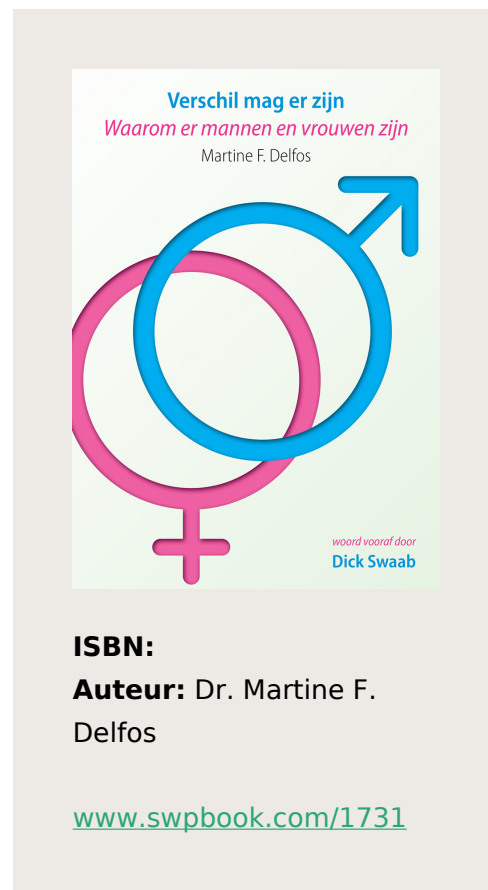 Verschil mag er zijn
Waarom er mannen en vrouwen zijn
Martine F. Delfos
woord vooraf door
Dick Swaab
ISBN:
Auteur: Dr. Martine F.
Delfos
www.swpbook.com/1731